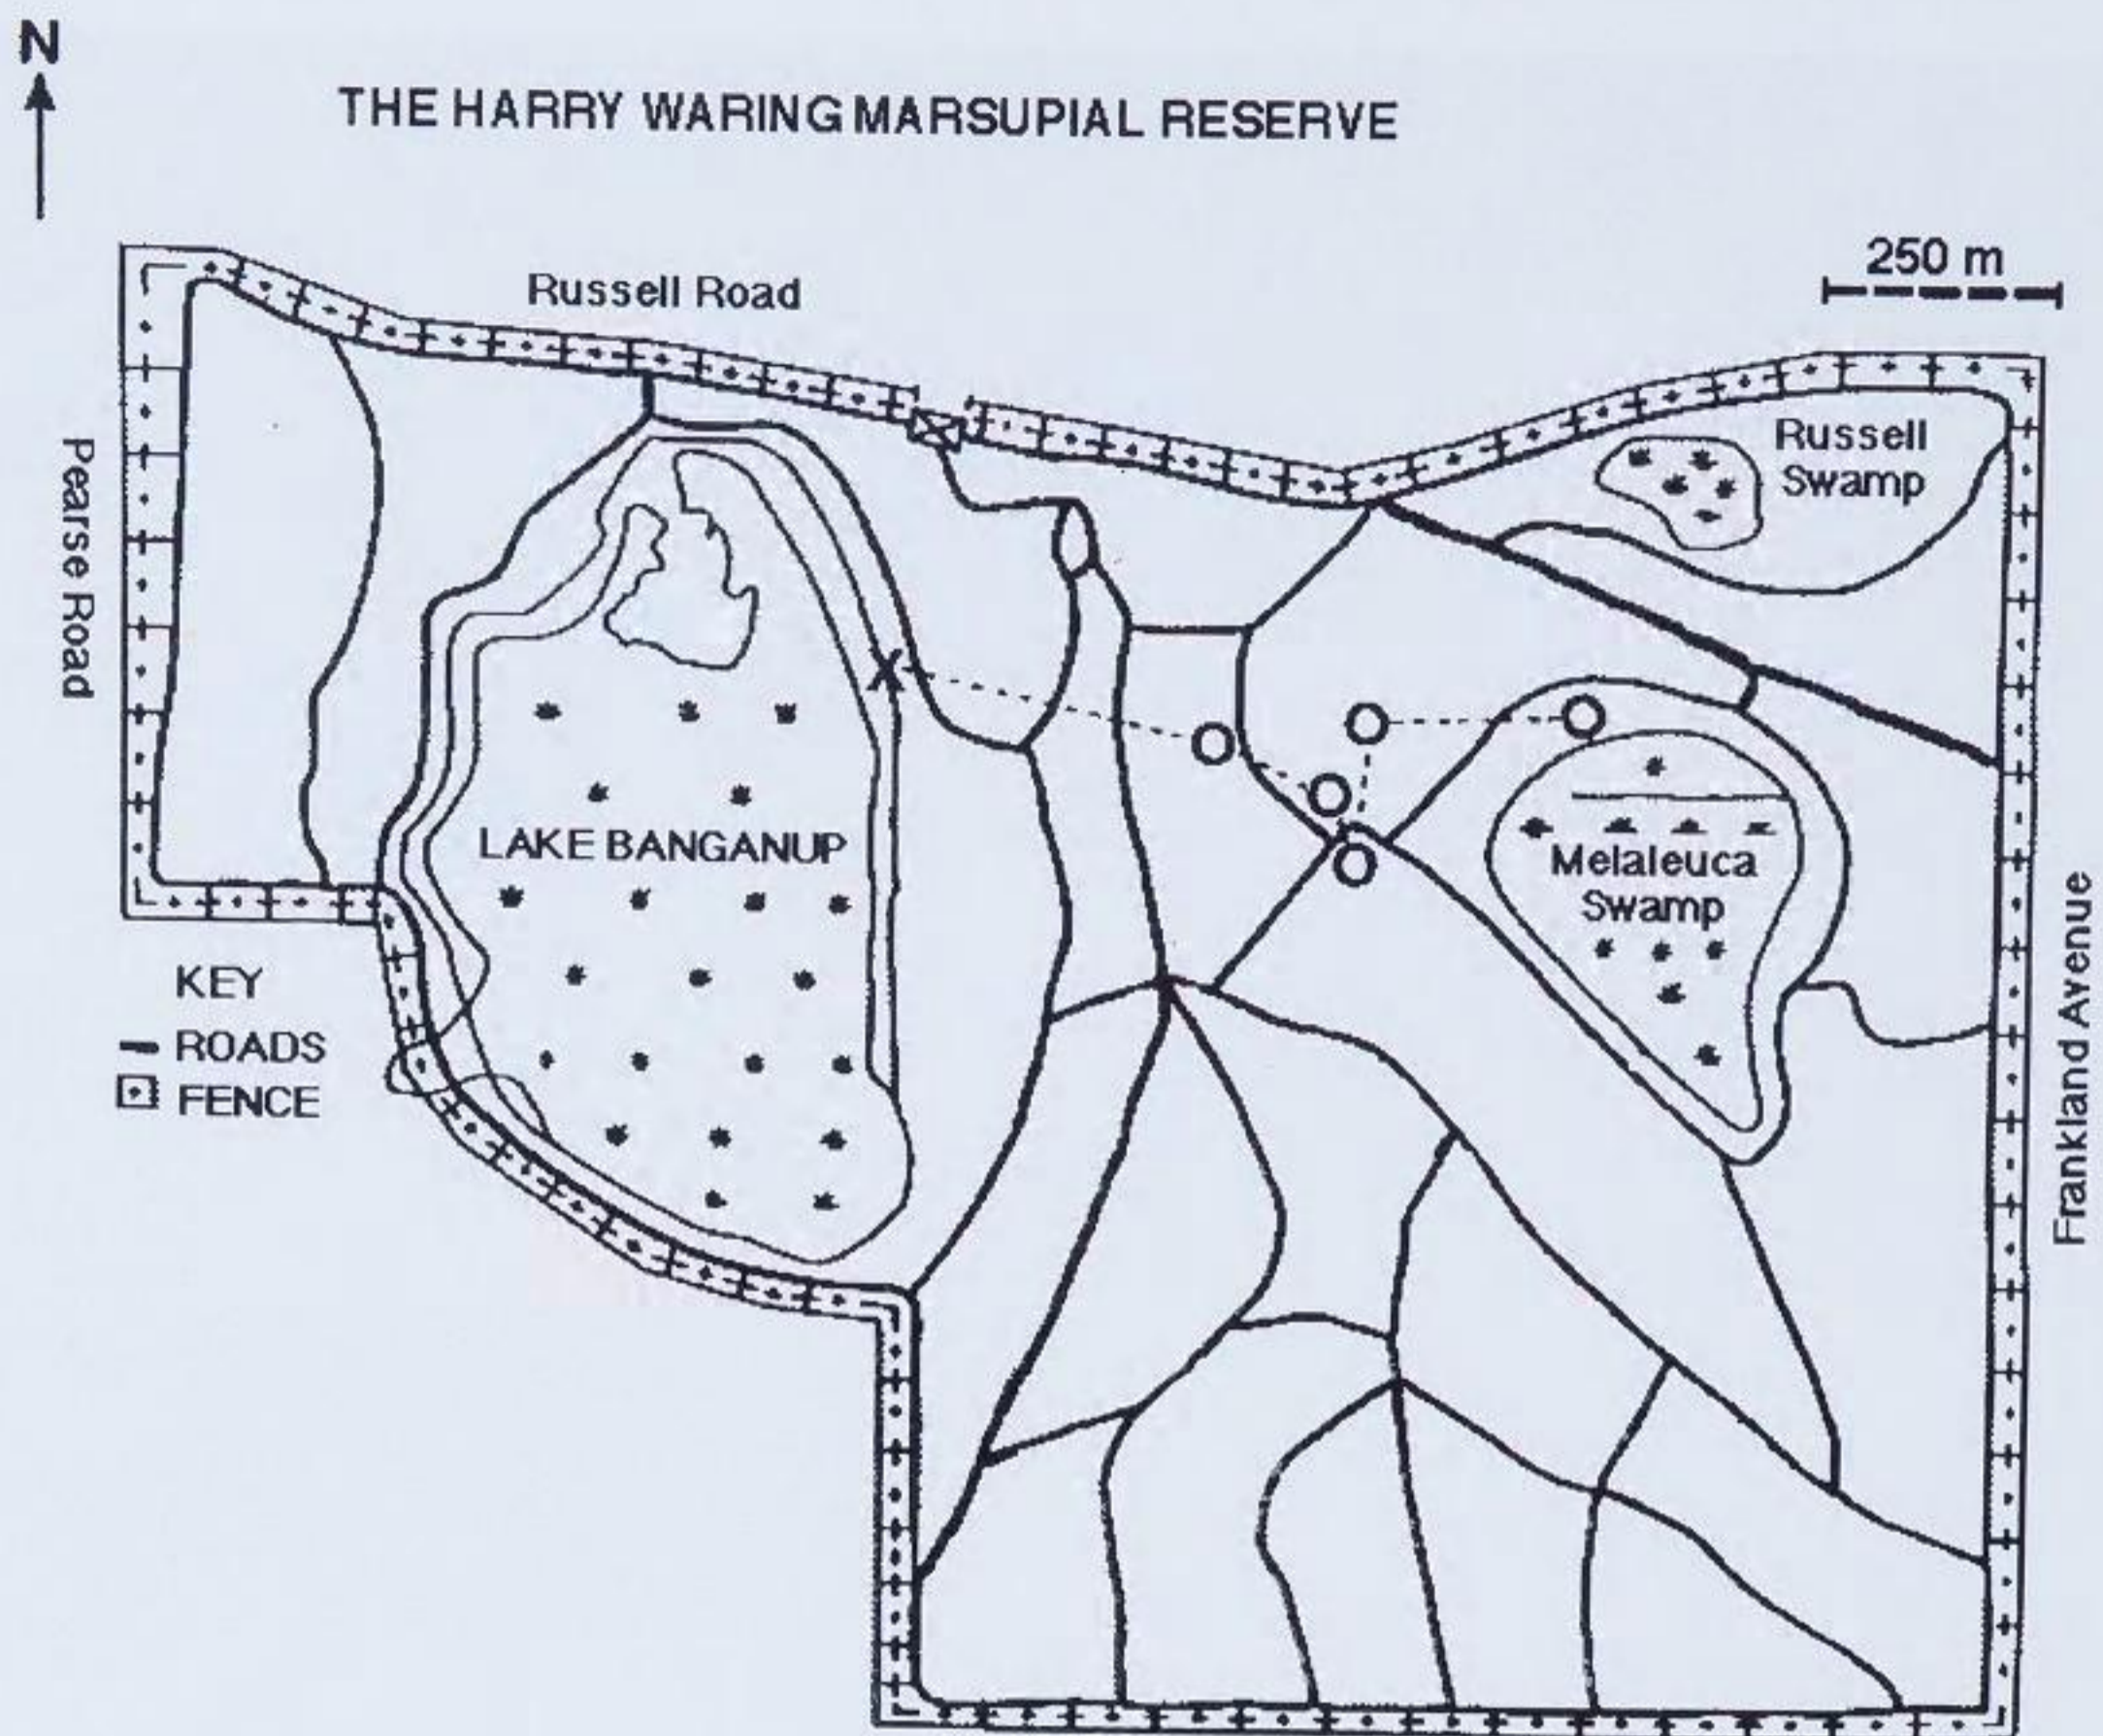 N
THE HARRY WARING MARSUPIAL RESERVE
250 m
Russell Road
Russell
Swamp
Pearse Road
LAKE BANGANUP
Melaleuca
Swamp
Frankland Avenue
KEY
ROADS
FENCE
X